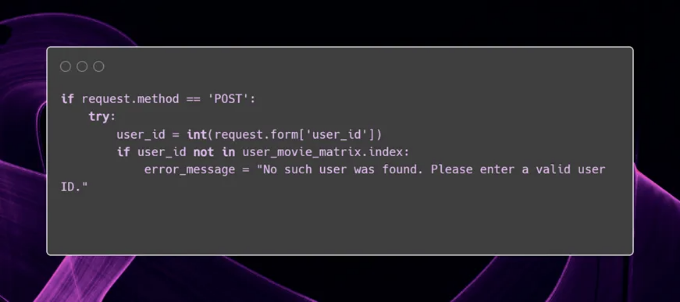 if request.method == 'POST':
    try:
        user_id = int(request.form['user_id'])
        if user_id not in user_movie_matrix.index:
            error_message = "No such user was found. Please enter a valid user
ID."